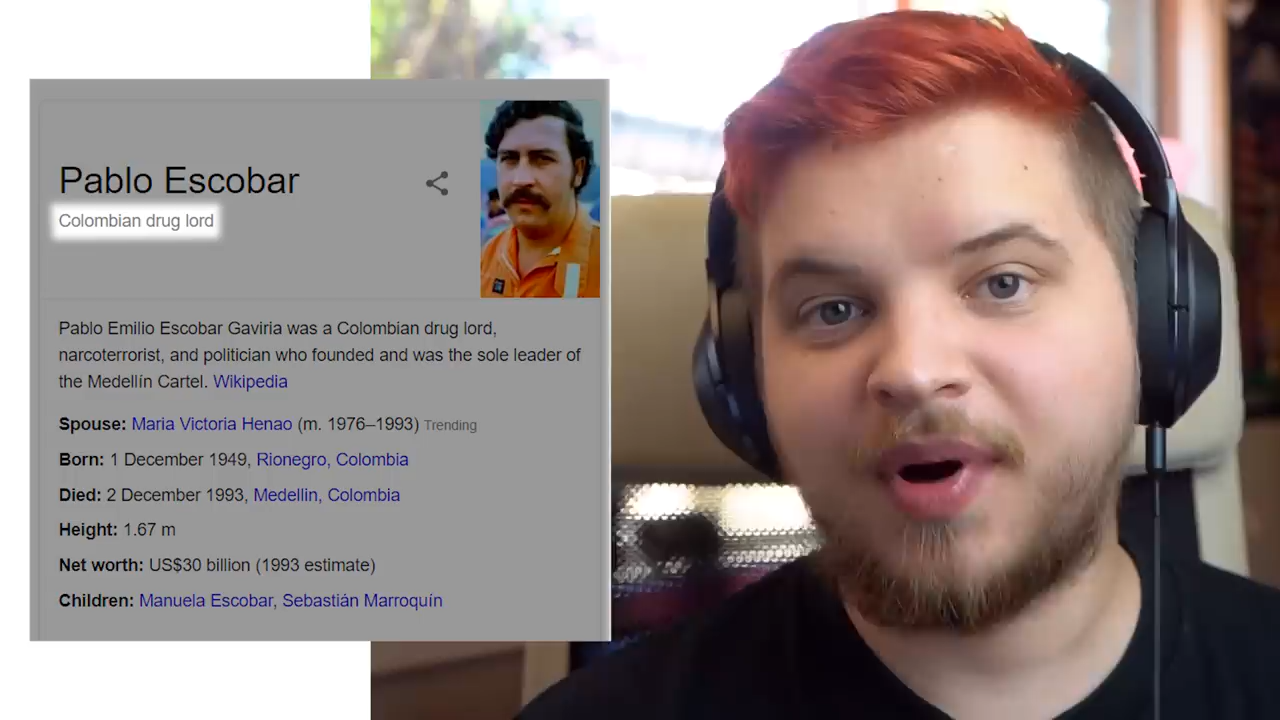 Pablo Escobar
Colombian drug lord
Pablo Emilio Escobar Gaviria was a Colombian drug lord,
narcoterrorist, and politician who founded and was the sole leader of
the Medellín Cartel. Wikipedia
Spouse: Maria Victoria Henao (m. 1976–1993) Trending
Born: 1 December 1949, Rionegro, Colombia
Died: 2 December 1993, Medellin, Colombia
Height: 1.67 m
Net worth: US$30 billion (1993 estimate)
Children: Manuela Escobar, Sebastián Marroquín